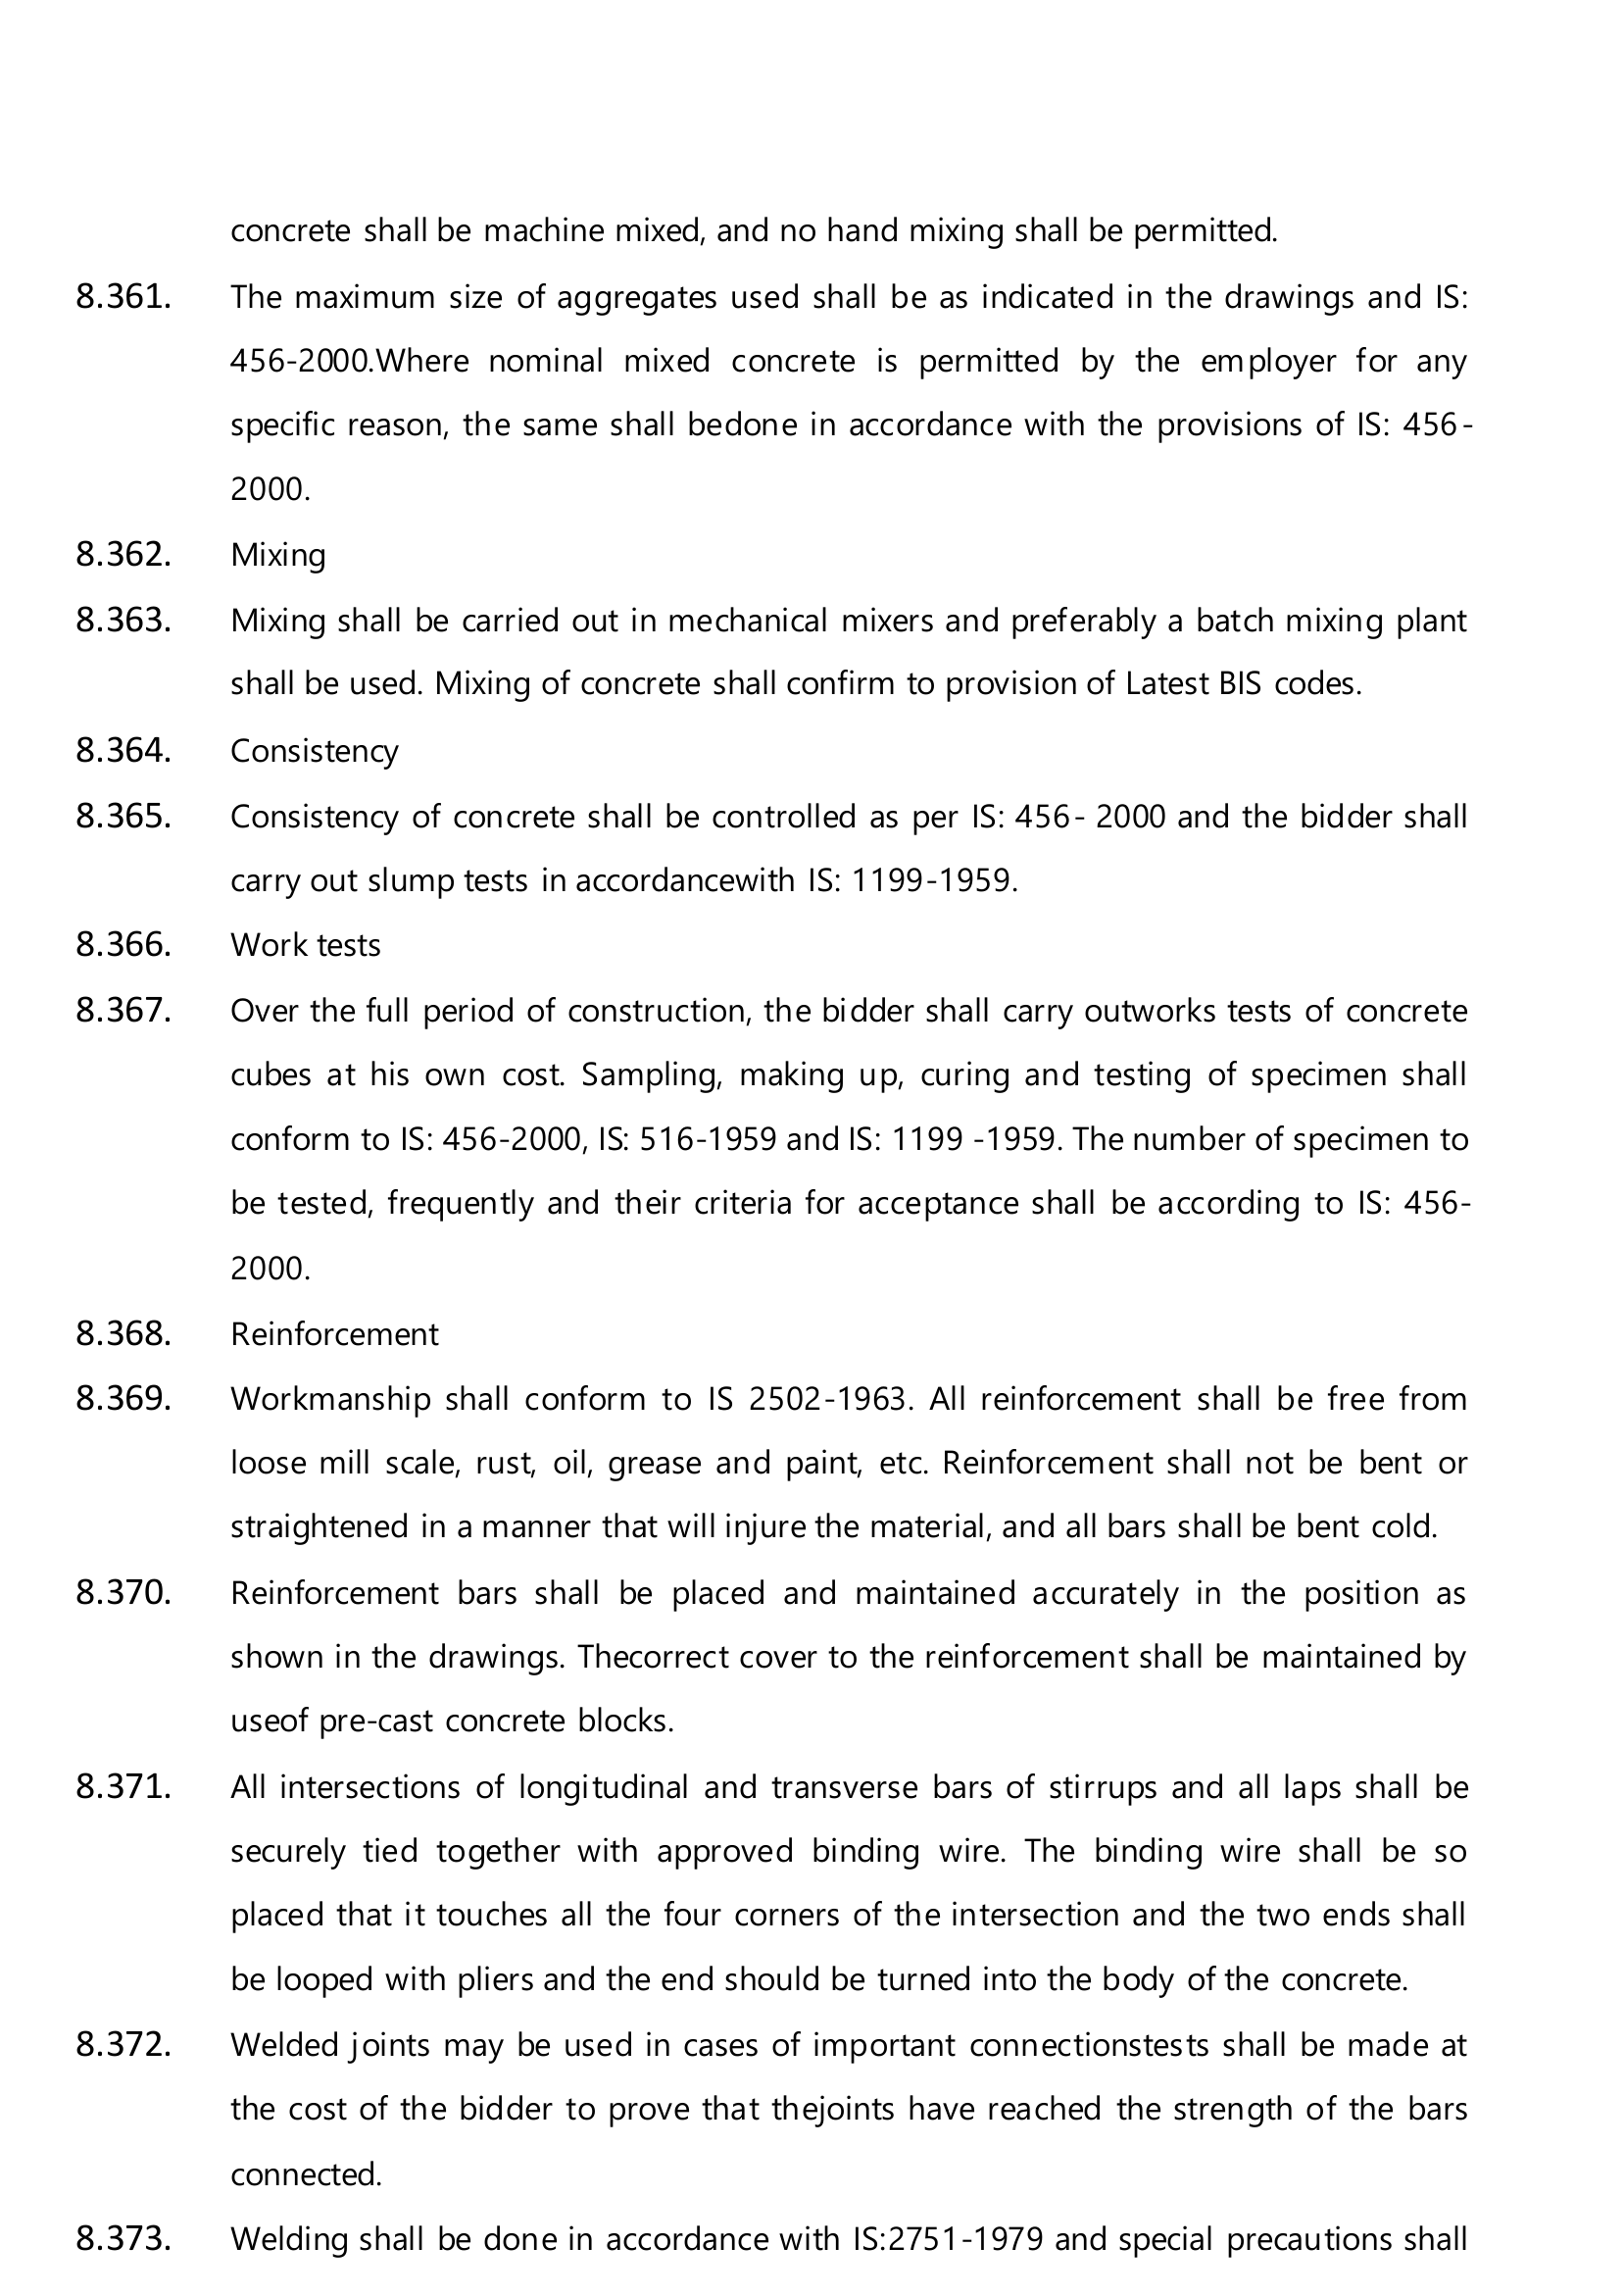 concrete shall be machine mixed, and no hand mixing shall be permitted.
8.361. The maximum size of aggregates used shall be as indicated in the drawings and IS:
456-2000.Where nominal mixed concrete is permitted by the employer for any
specific reason, the same shall bedone in accordance with the provisions of IS: 456-
2000.
8.362. Mixing
8.363. Mixing shall be carried out in mechanical mixers and preferably a batch mixing plant
shall be used. Mixing of concrete shall confirm to provision of Latest BIS codes.
8.364. Consistency
8.365. Consistency of concrete shall be controlled as per IS: 456- 2000 and the bidder shall
carry out slump tests in accordancewith IS: 1199-1959.
8.366. Work tests
8.367. Over the full period of construction, the bidder shall carry outworks tests of concrete
cubes at his own cost. Sampling, making up, curing and testing of specimen shall
conform to IS: 456-2000, IS: 516-1959 and IS: 1199 -1959. The number of specimen to
be tested, frequently and their criteria for acceptance shall be according to IS: 456-
2000.
8.368. Reinforcement
8.369. Workmanship shall conform to IS 2502-1963. All reinforcement shall be free from
loose mill scale, rust, oil, grease and paint, etc. Reinforcement shall not be bent or
straightened in a manner that will injure the material, and all bars shall be bent cold.
8.370. Reinforcement bars shall be placed and maintained accurately in the position as
shown in the drawings. Thecorrect cover to the reinforcement shall be maintained by
useof pre-cast concrete blocks.
8.371. All intersections of longitudinal and transverse bars of stirrups and all laps shall be
securely tied together with approved binding wire. The binding wire shall be so
placed that it touches all the four corners of the intersection and the two ends shall
be looped with pliers and the end should be turned into the body of the concrete.
8.372. Welded joints may be used in cases of important connectionstests shall be made at
the cost of the bidder to prove that thejoints have reached the strength of the bars
connected.
8.373. Welding shall be done in accordance with IS:2751-1979 and special precautions shall